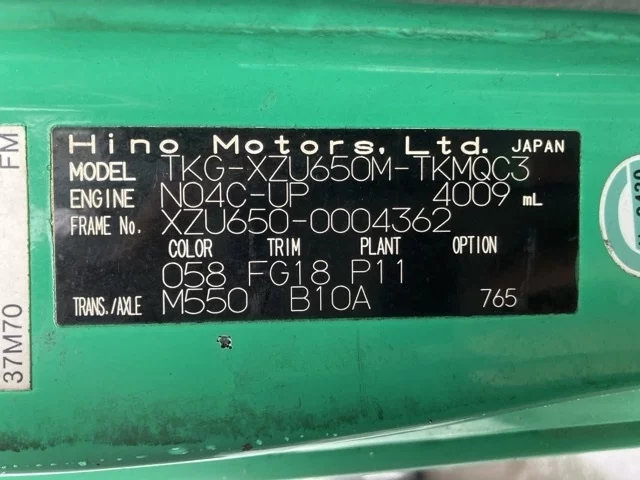 Hino Motors, Ltd. JAPAN
MODEL TKG-XZU650M-TKMQC3
ENGINE N04C-UP 4009 mL
FRAME No. XZU650-0004362
COLOR TRIM PLANT OPTION
058 FG18 P11
TRANS./AXLE M550 B10A 765
37M70
FM